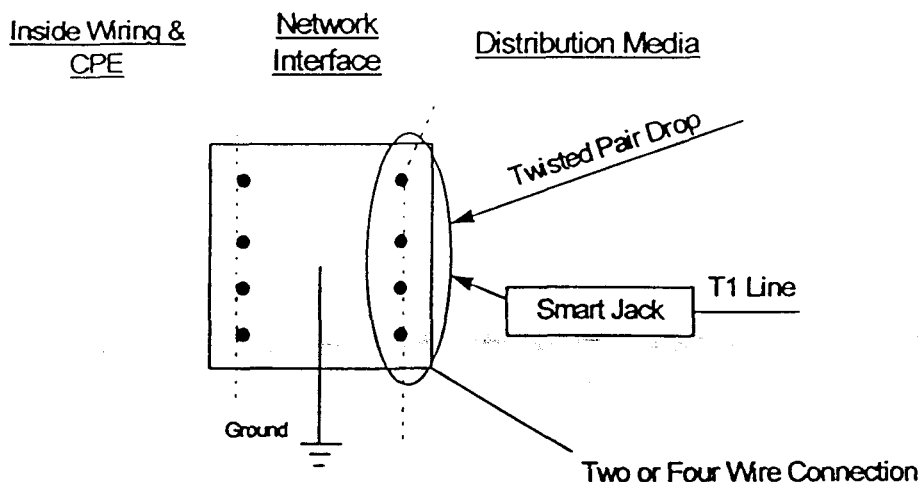 Inside Wiring &
CPE
Network
Interface
Distribution Media
Twisted Pair Drop
T1 Line
Smart Jack
Ground
Two or Four Wire Connection